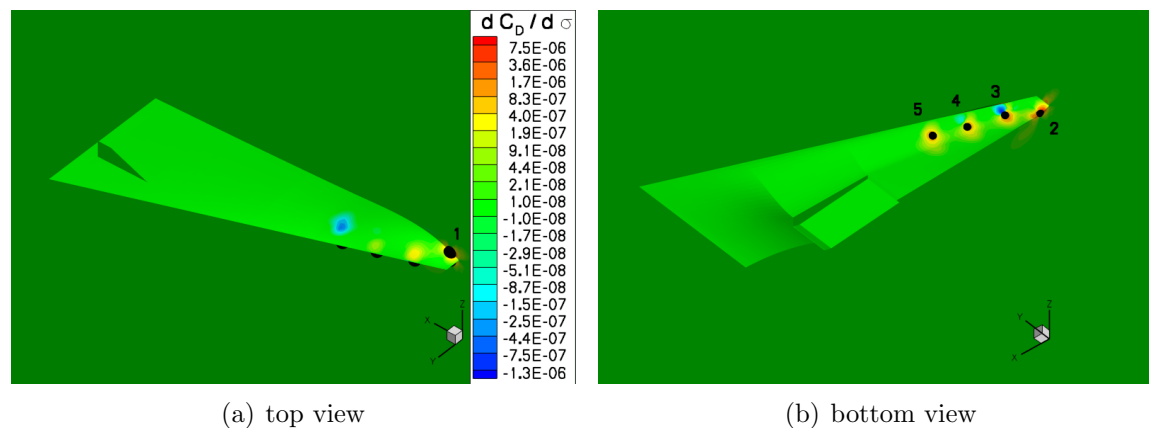 d C_D / d σ
7.5E-06
3.6E-06
1.7E-06
8.3E-07
4.0E-07
1.9E-07
9.1E-08
4.4E-08
2.1E-08
1.0E-08
-1.0E-08
-1.7E-08
-2.9E-08
-5.1E-08
-8.7E-08
-1.5E-07
-2.5E-07
-4.4E-07
-7.5E-07
-1.3E-06
1
X
Z
Y
(a) top view
5
4
3
2
Y
Z
X
(b) bottom view